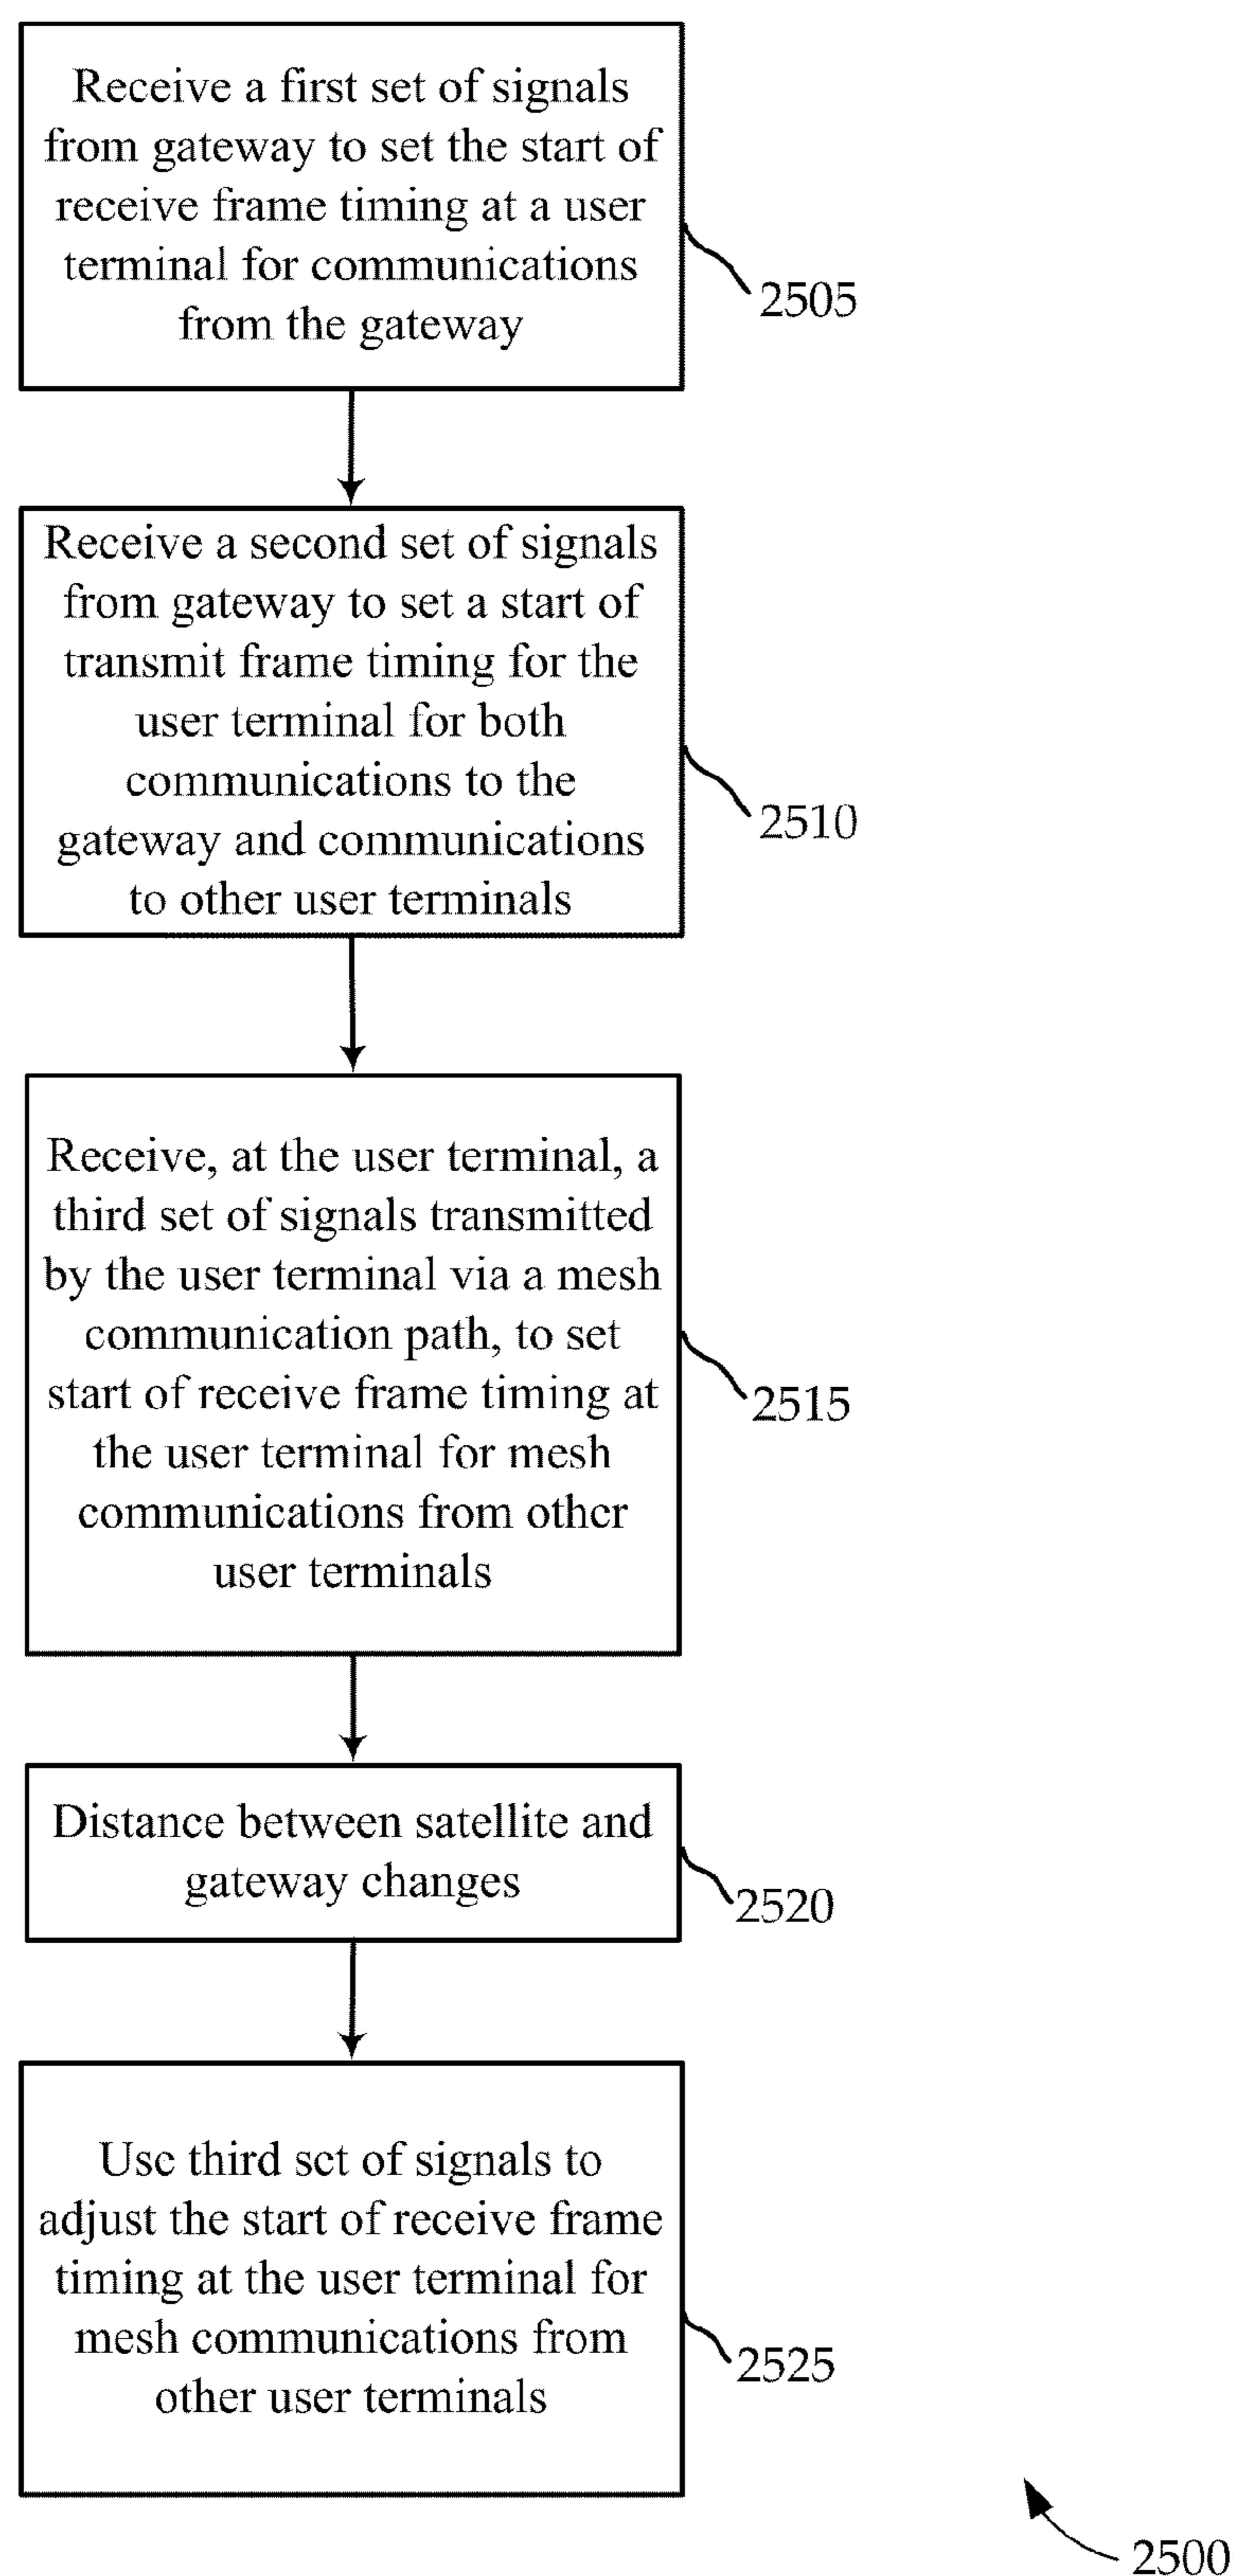 Receive a first set of signals
from gateway to set the start of
receive frame timing at a user
terminal for communications
from the gateway
2505
Receive a second set of signals
from gateway to set a start of
transmit frame timing for the
user terminal for both
communications to the
gateway and communications
to other user terminals
2510
Receive, at the user terminal, a
third set of signals transmitted
by the user terminal via a mesh
communication path, to set
start of receive frame timing at
the user terminal for mesh
communications from other
user terminals
2515
Distance between satellite and
gateway changes
2520
Use third set of signals to
adjust the start of receive frame
timing at the user terminal for
mesh communications from
other user terminals
2525
2500